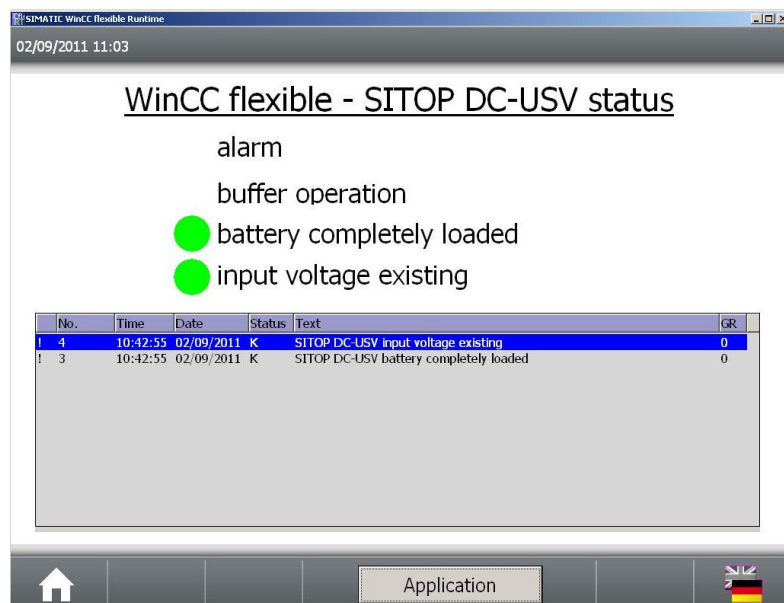 SIMATIC WinCC flexible Runtime
02/09/2011 11:03
WinCC flexible - SITOP DC-USV status
alarm
buffer operation
battery completely loaded
input voltage existing
No. Time Date Status Text GR
! 4 10:42:55 02/09/2011 K SITOP DC-USV input voltage existing 0
! 3 10:42:55 02/09/2011 K SITOP DC-USV battery completely loaded 0
Application